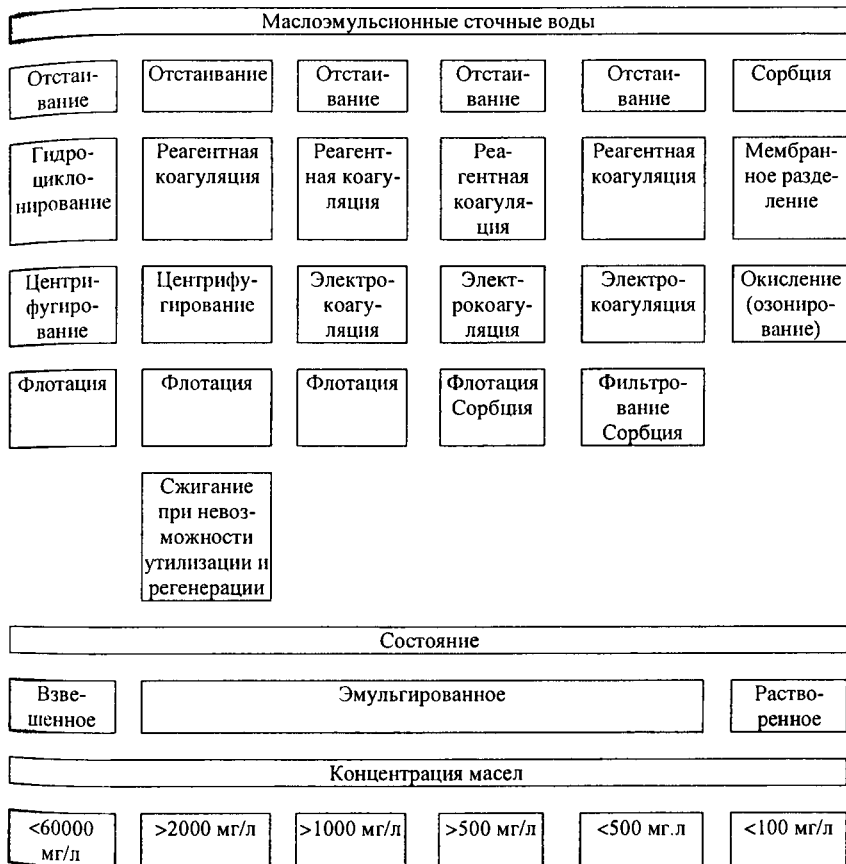 Маслоэмульсионные сточные воды
Отстаи-
вание
Отстаивание
Отстаи-
вание
Отстаи-
вание
Отстаи-
вание
Сорбция
Гидро-
цикло-
нирование
Реагентная
коагуляция
Реагент-
ная коагу-
ляция
Реа-
гентная
коагуля-
ция
Реагентная
коагуляция
Мембран-
ное разде-
ление
Центри-
фугиро-
вание
Центрифу-
гирование
Электро-
коагу-
ляция
Элект-
рокоагу-
ляция
Электро-
коагуляция
Окисление
(озониро-
вание)
Флотация
Флотация
Флотация
Флотация
Сорбция
Фильтро-
вание
Сорбция
Сжигание
при невоз-
можности
утилизации и
регенерации
Состояние
Взве-
шенное
Эмульгированное
Раство-
ренное
Концентрация масел
<60000
мг/л
>2000 мг/л
>1000 мг/л
>500 мг/л
<500 мг.л
<100 мг/л